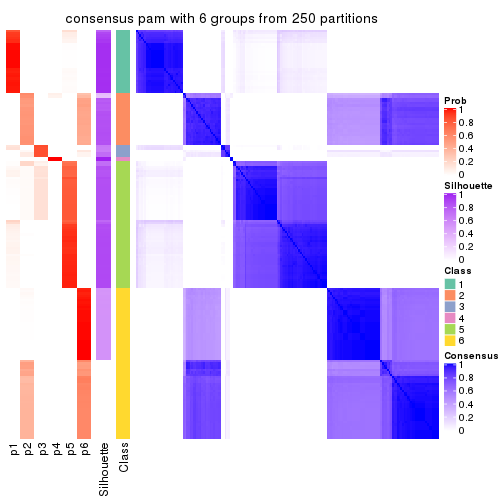 consensus pam with 6 groups from 250 partitions
Prob
1
0.8
0.6
0.4
0.2
0
Silhouette
1
0.8
0.6
0.4
0.2
0
Class
1
2
3
4
5
6
Consensus
1
0.8
0.6
0.4
0.2
0
p1
p2
p3
p4
p5
p6
Silhouette
Class